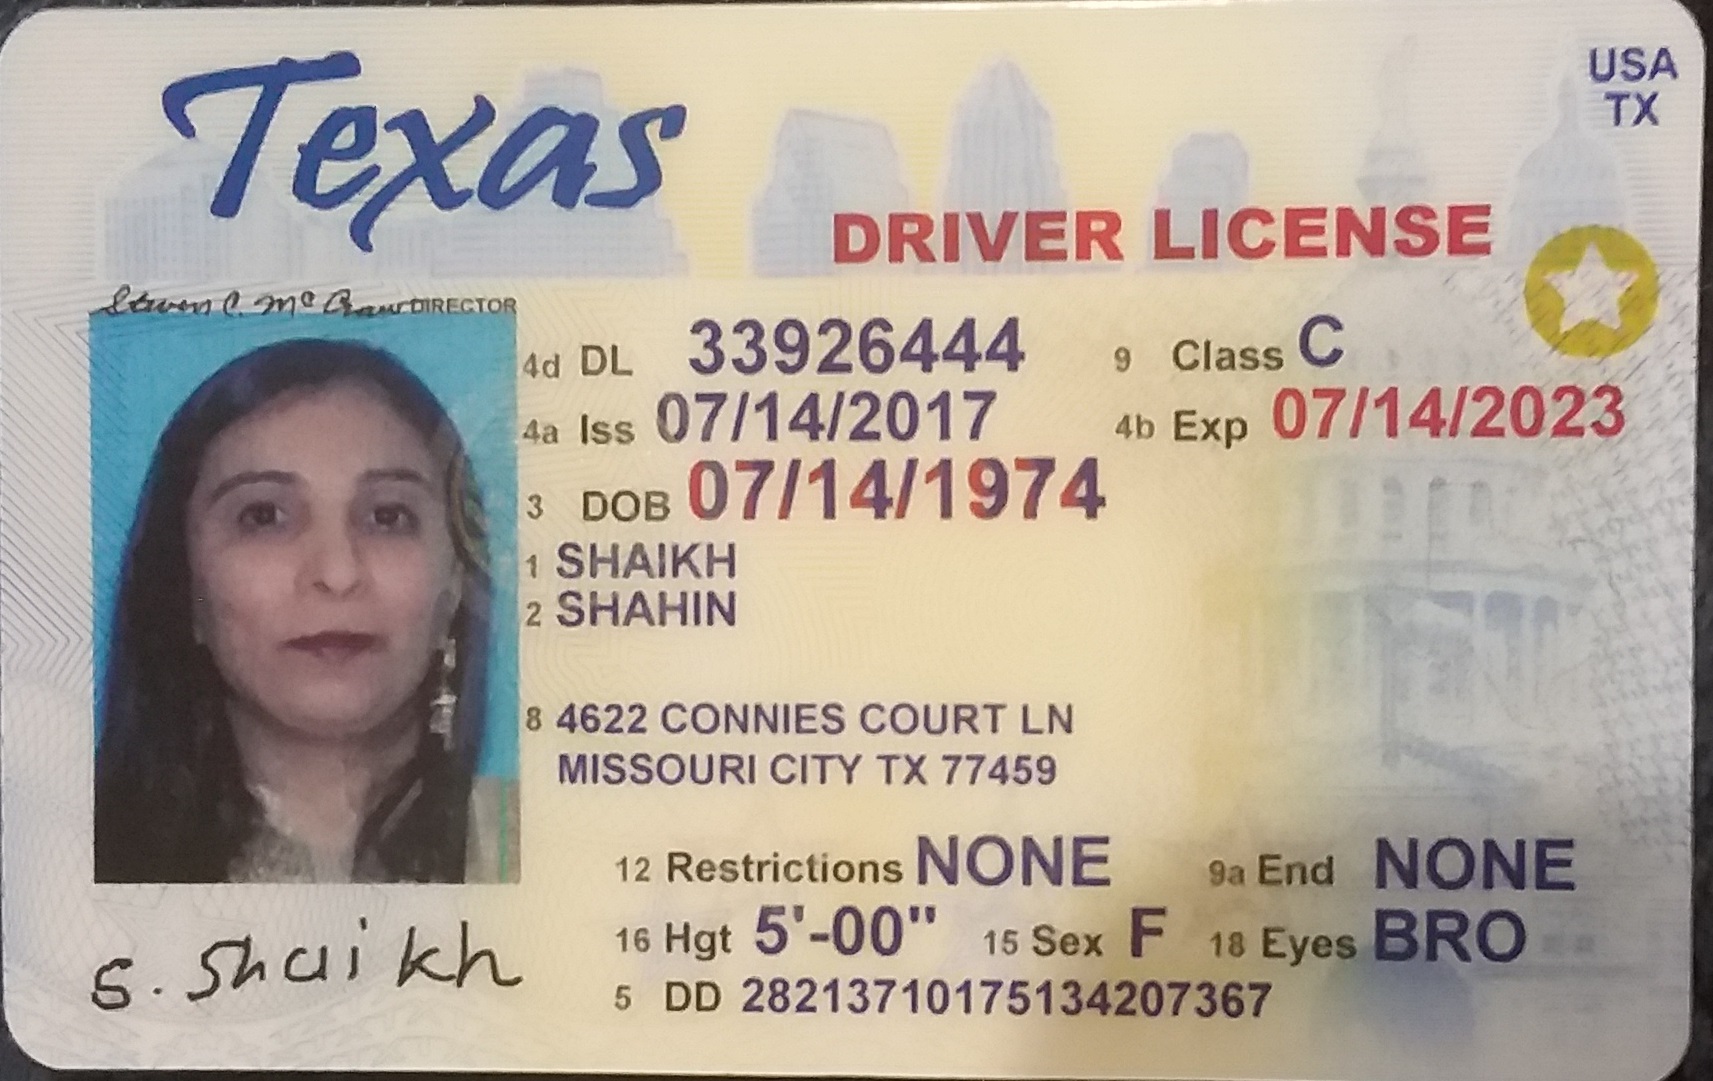 Texas
USA
TX
DRIVER LICENSE
Steven C. McCraw DIRECTOR
4d DL 33926444 9 Class C
4a Iss 07/14/2017 4b Exp 07/14/2023
3 DOB 07/14/1974
1 SHAIKH
2 SHAHIN
8 4622 CONNIES COURT LN
MISSOURI CITY TX 77459
12 Restrictions NONE 9a End NONE
16 Hgt 5'-00" 15 Sex F 18 Eyes BRO
5 DD 28213710175134207367
S. Shaikh